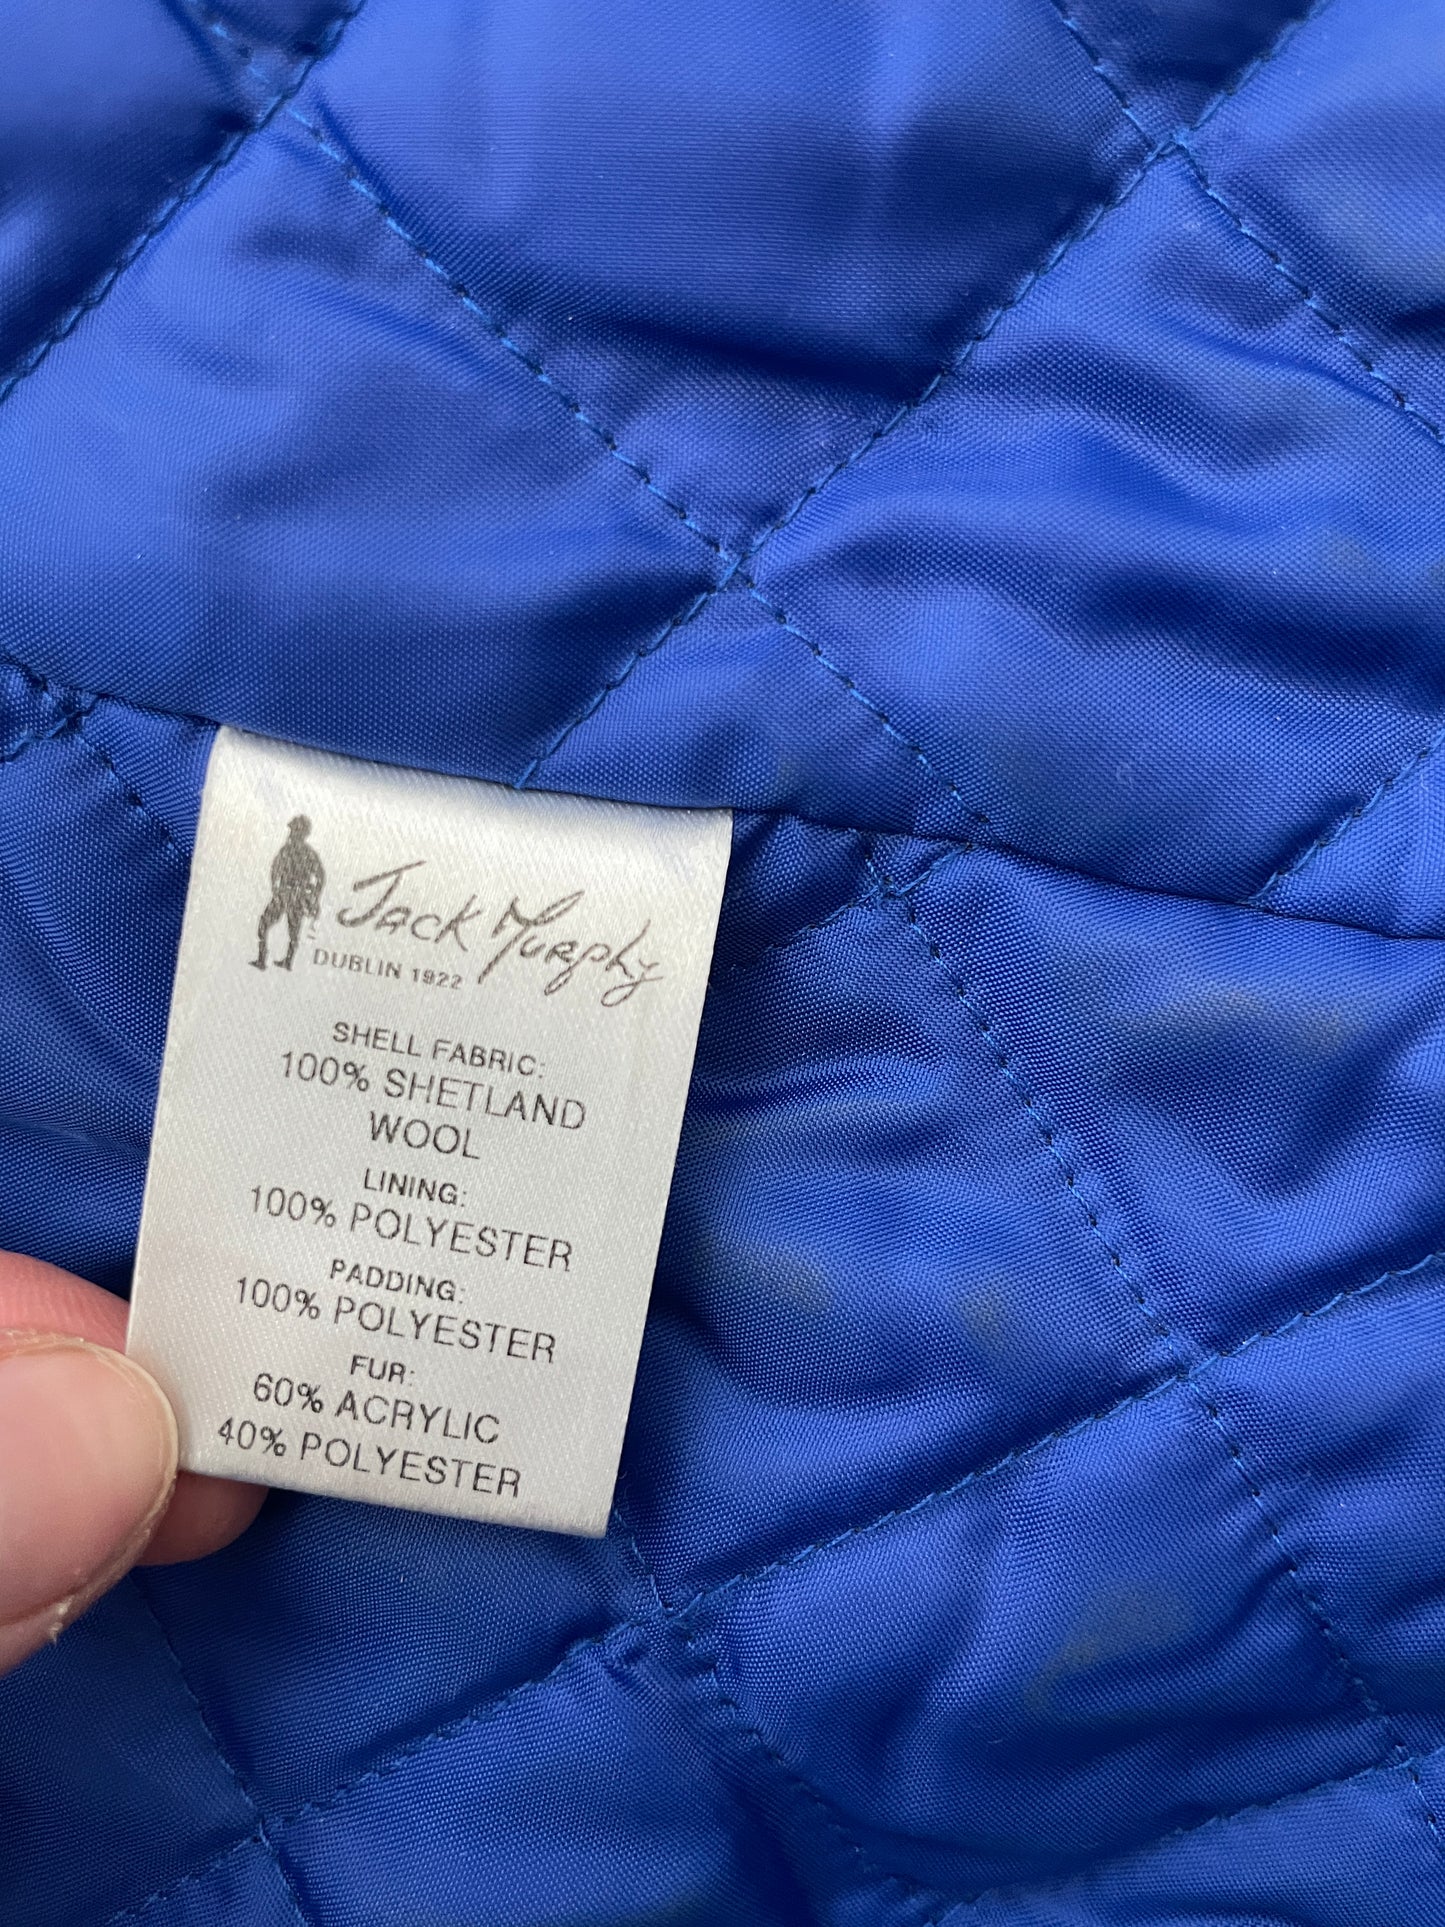 Jack Murphy
DUBLIN 1922
SHELL FABRIC:
100% SHETLAND
WOOL
LINING:
100% POLYESTER
PADDING:
100% POLYESTER
FUR:
60% ACRYLIC
40% POLYESTER